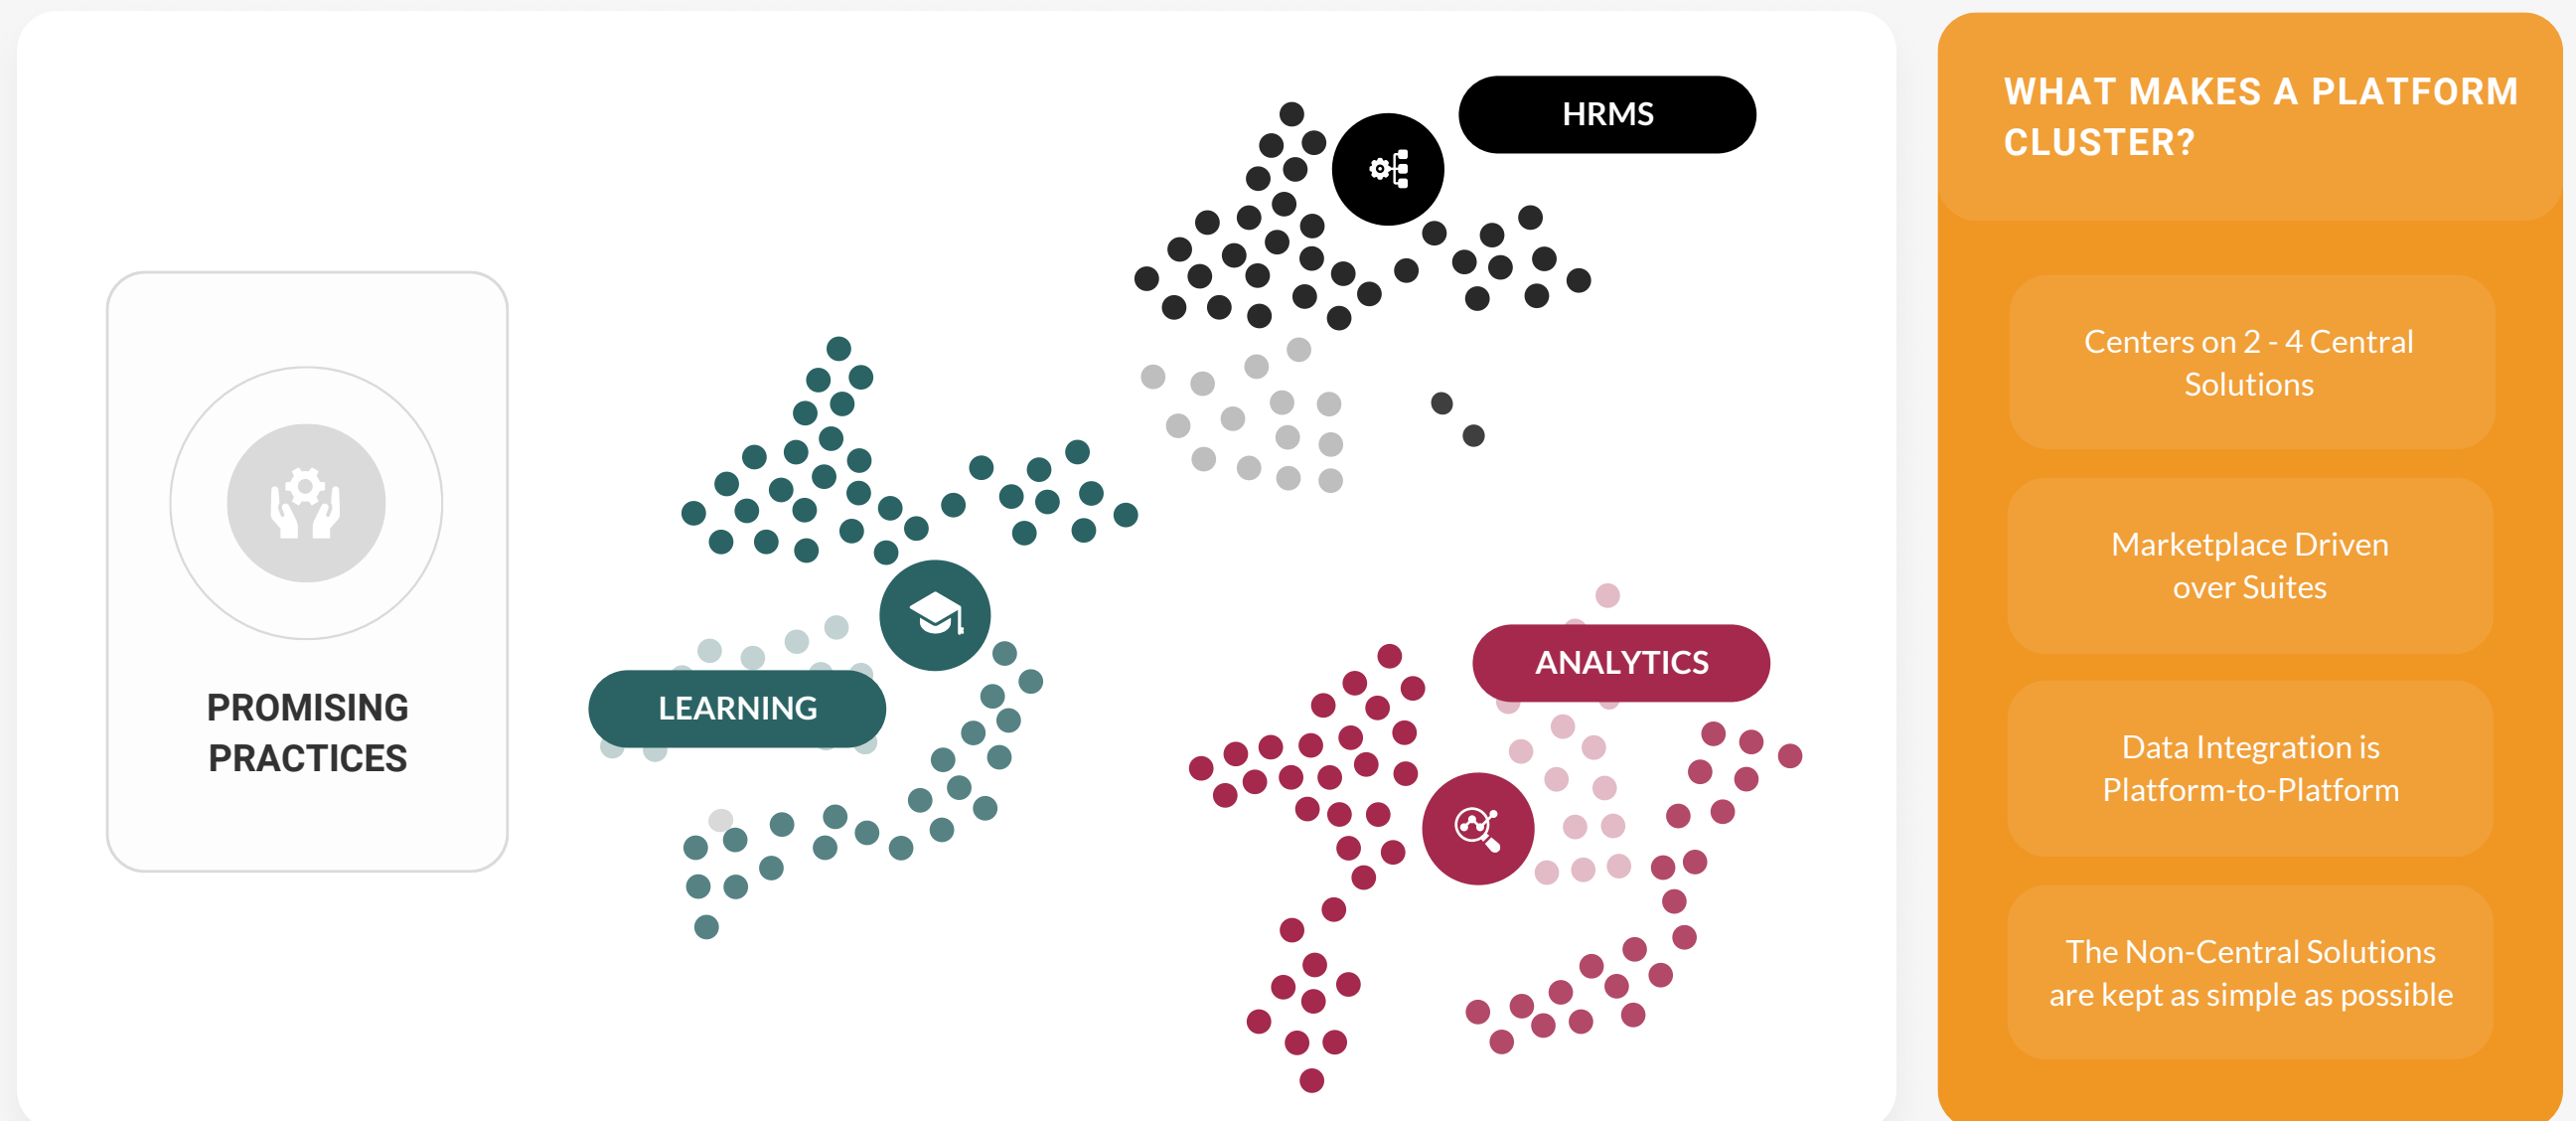 PROMISING
PRACTICES
HRMS
LEARNING
ANALYTICS
WHAT MAKES A PLATFORM
CLUSTER?
Centers on 2 - 4 Central
Solutions
Marketplace Driven
over Suites
Data Integration is
Platform-to-Platform
The Non-Central Solutions
are kept as simple as possible